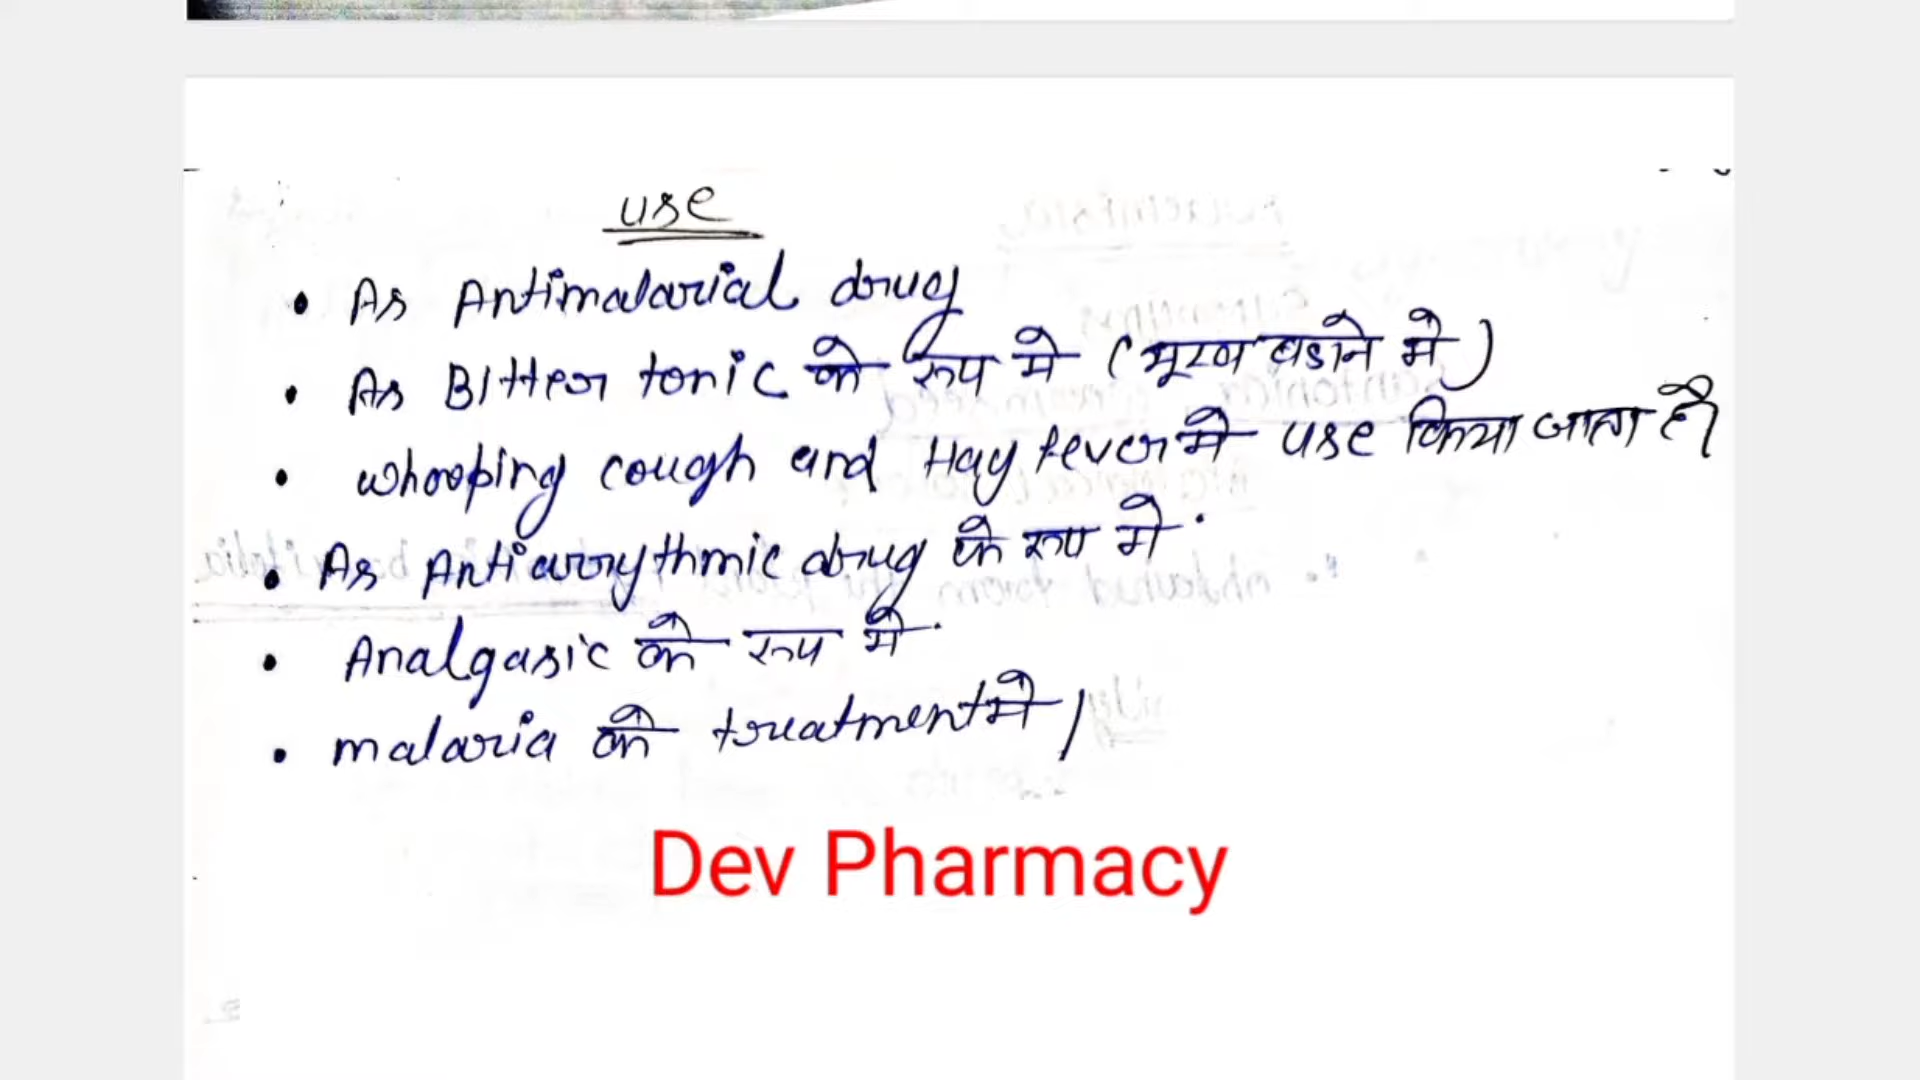 use
• As Antimalarial drug
• As Bitter tonic के रूप मे (भूख बडाने मे)
• Whooping cough and Hay fever मे use किया जाता है।
• As Antiarrythmic drug के रूप मे
• Analgasic के रूप मे
• malaria के treatment मे।
Dev Pharmacy